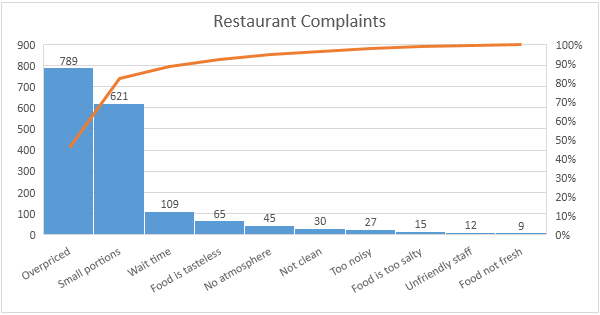 Restaurant Complaints
900
800
700
600
500
400
300
200
100
0
789
621
109
65
45
30
27
15
12
9
100%
90%
80%
70%
60%
50%
40%
30%
20%
10%
0%
Overpriced
Small portions
Wait time
Food is tasteless
No atmosphere
Not clean
Too noisy
Food is too salty
Unfriendly staff
Food not fresh